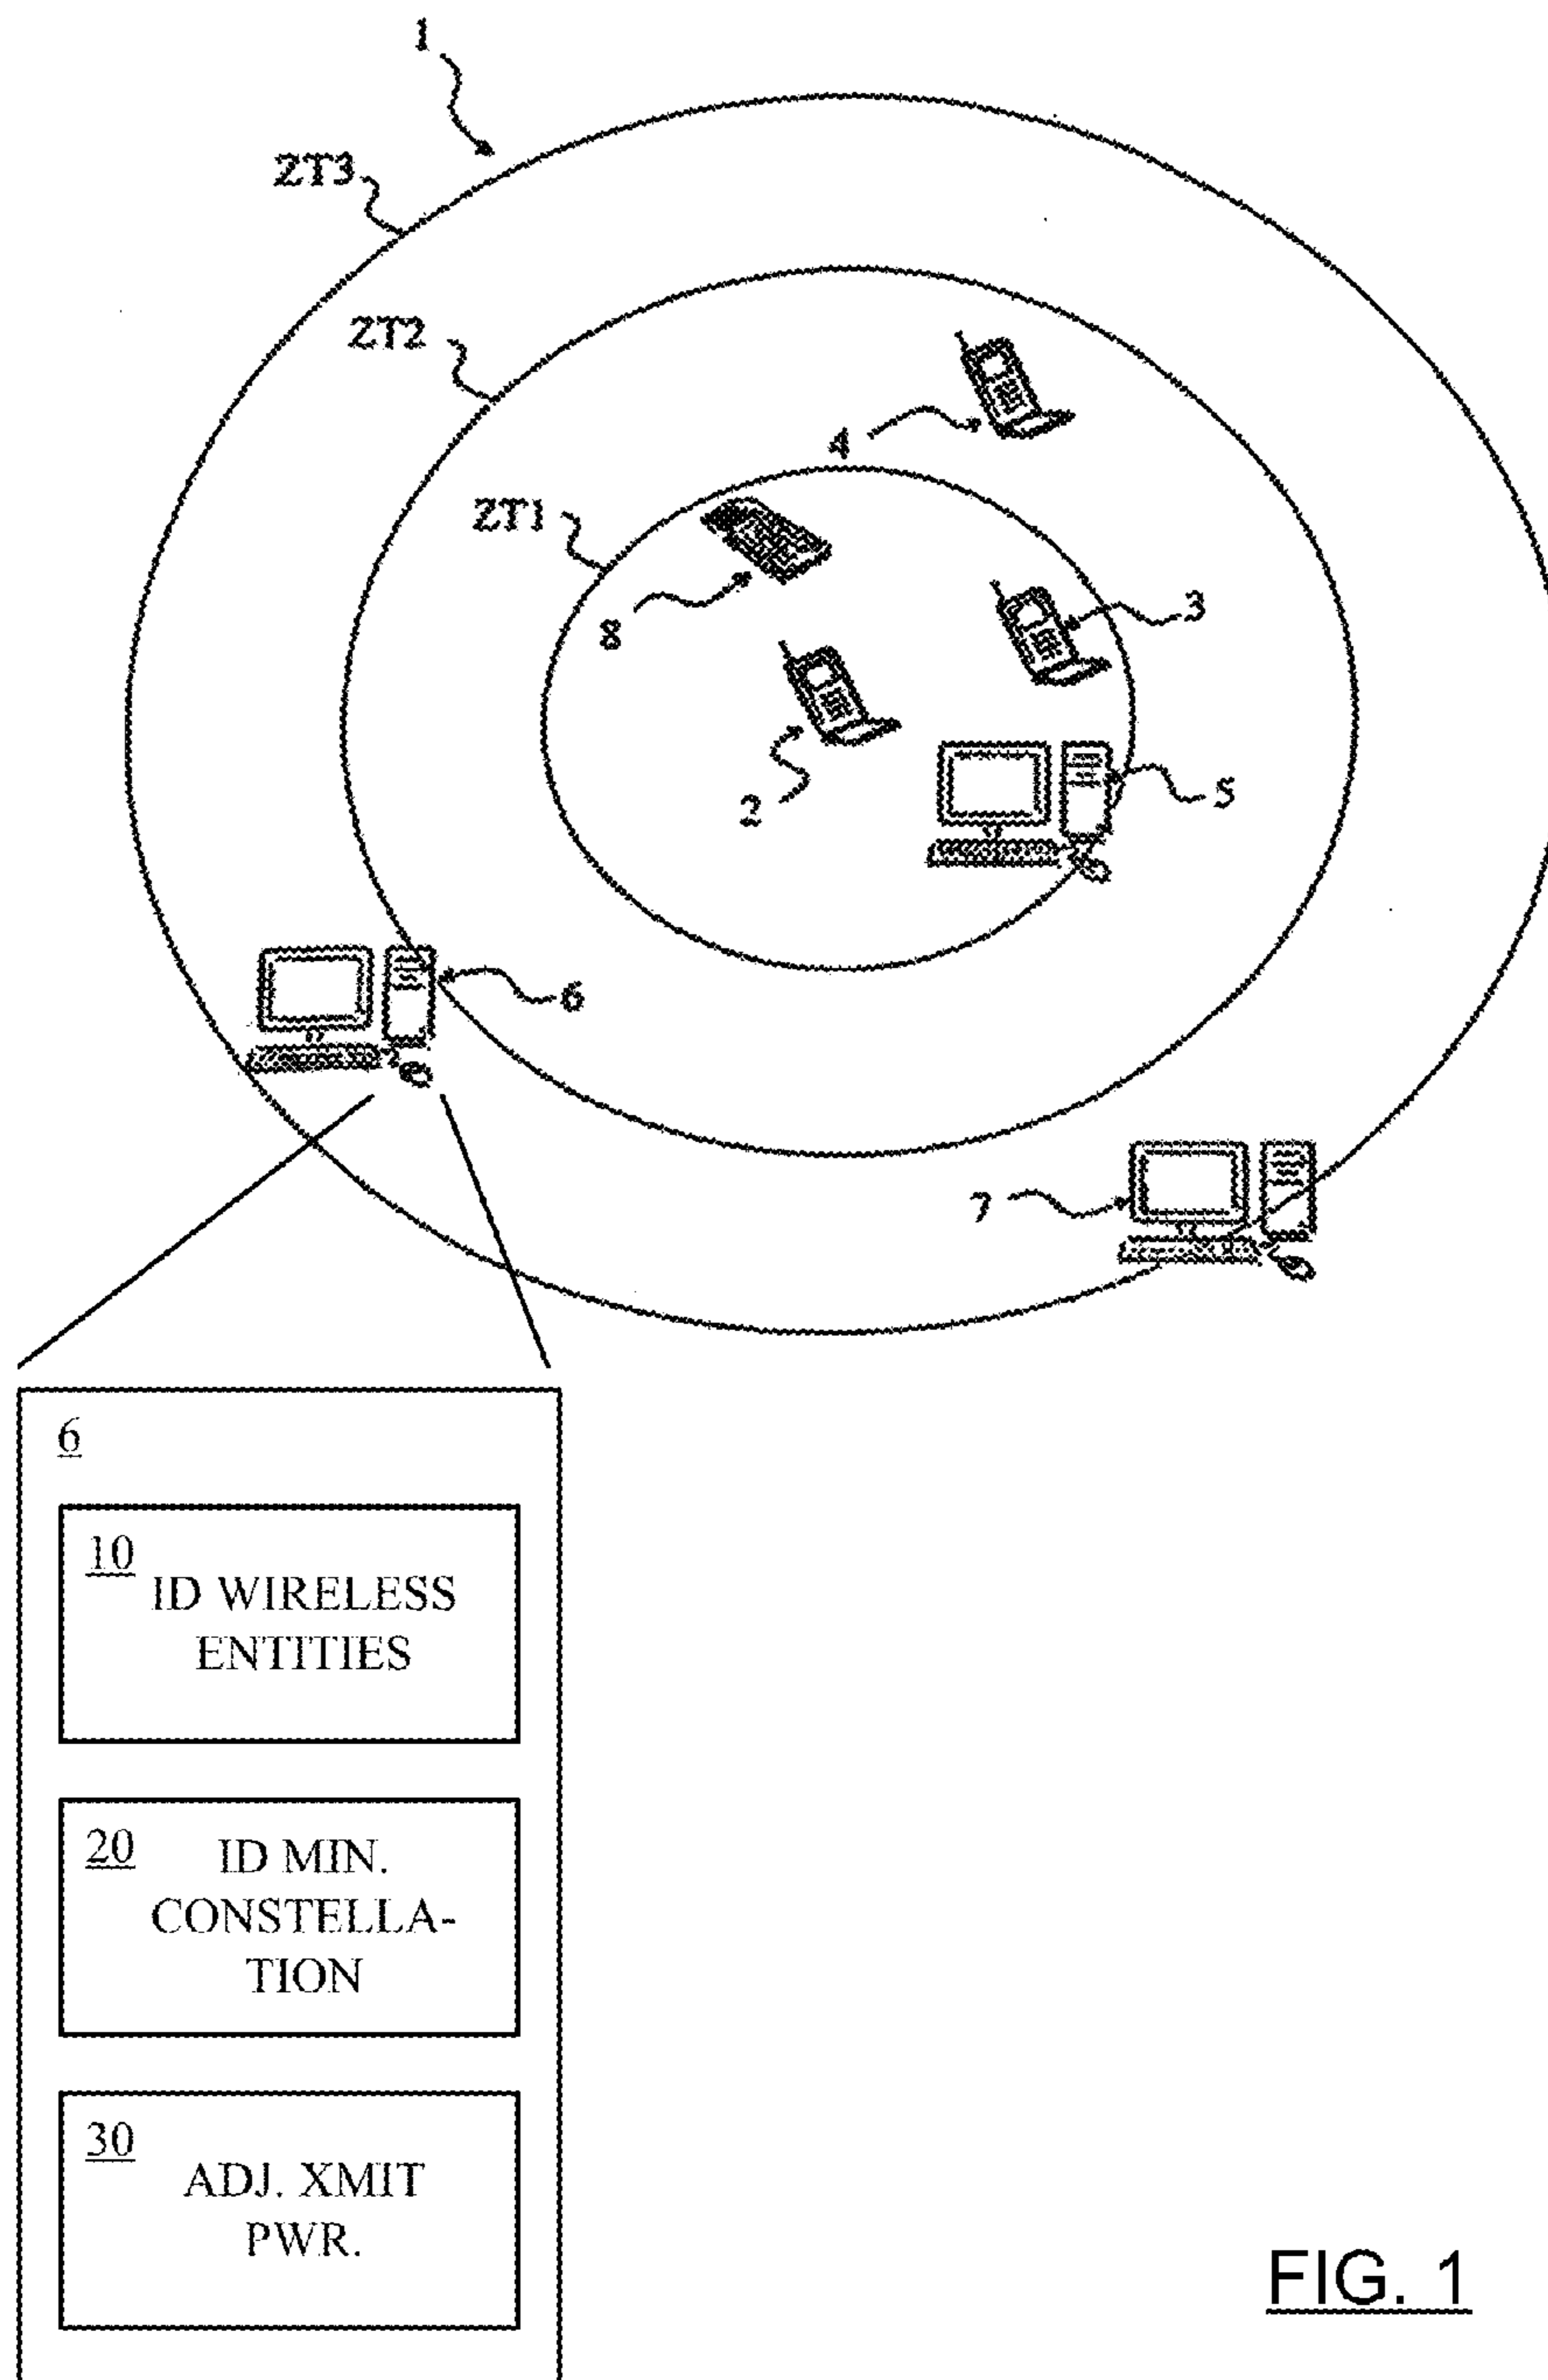 1
ZT3
ZT2
4
ZT1
8
3
2
5
6
7
6
10
ID WIRELESS
ENTITIES
20
ID MIN.
CONSTELLA-
TION
30
ADJ. XMIT
PWR.
FIG. 1